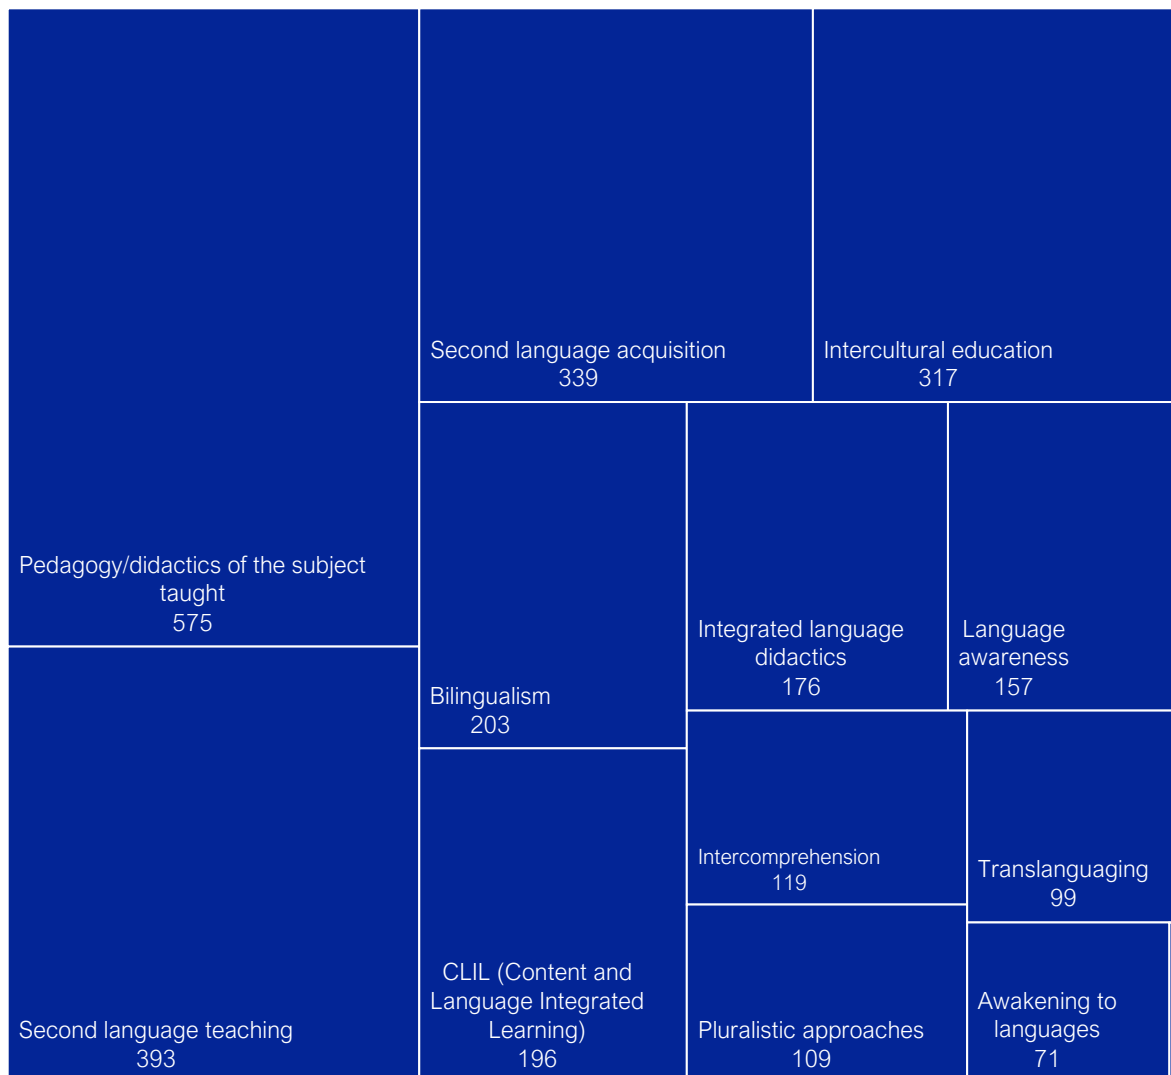 Pedagogy/didactics of the subject
taught
575
Second language teaching
393
Second language acquisition
339
Intercultural education
317
Bilingualism
203
CLIL (Content and
Language Integrated
Learning)
196
Integrated language
didactics
176
Language
awareness
157
Intercomprehension
119
Pluralistic approaches
109
Translanguaging
99
Awakening to
languages
71